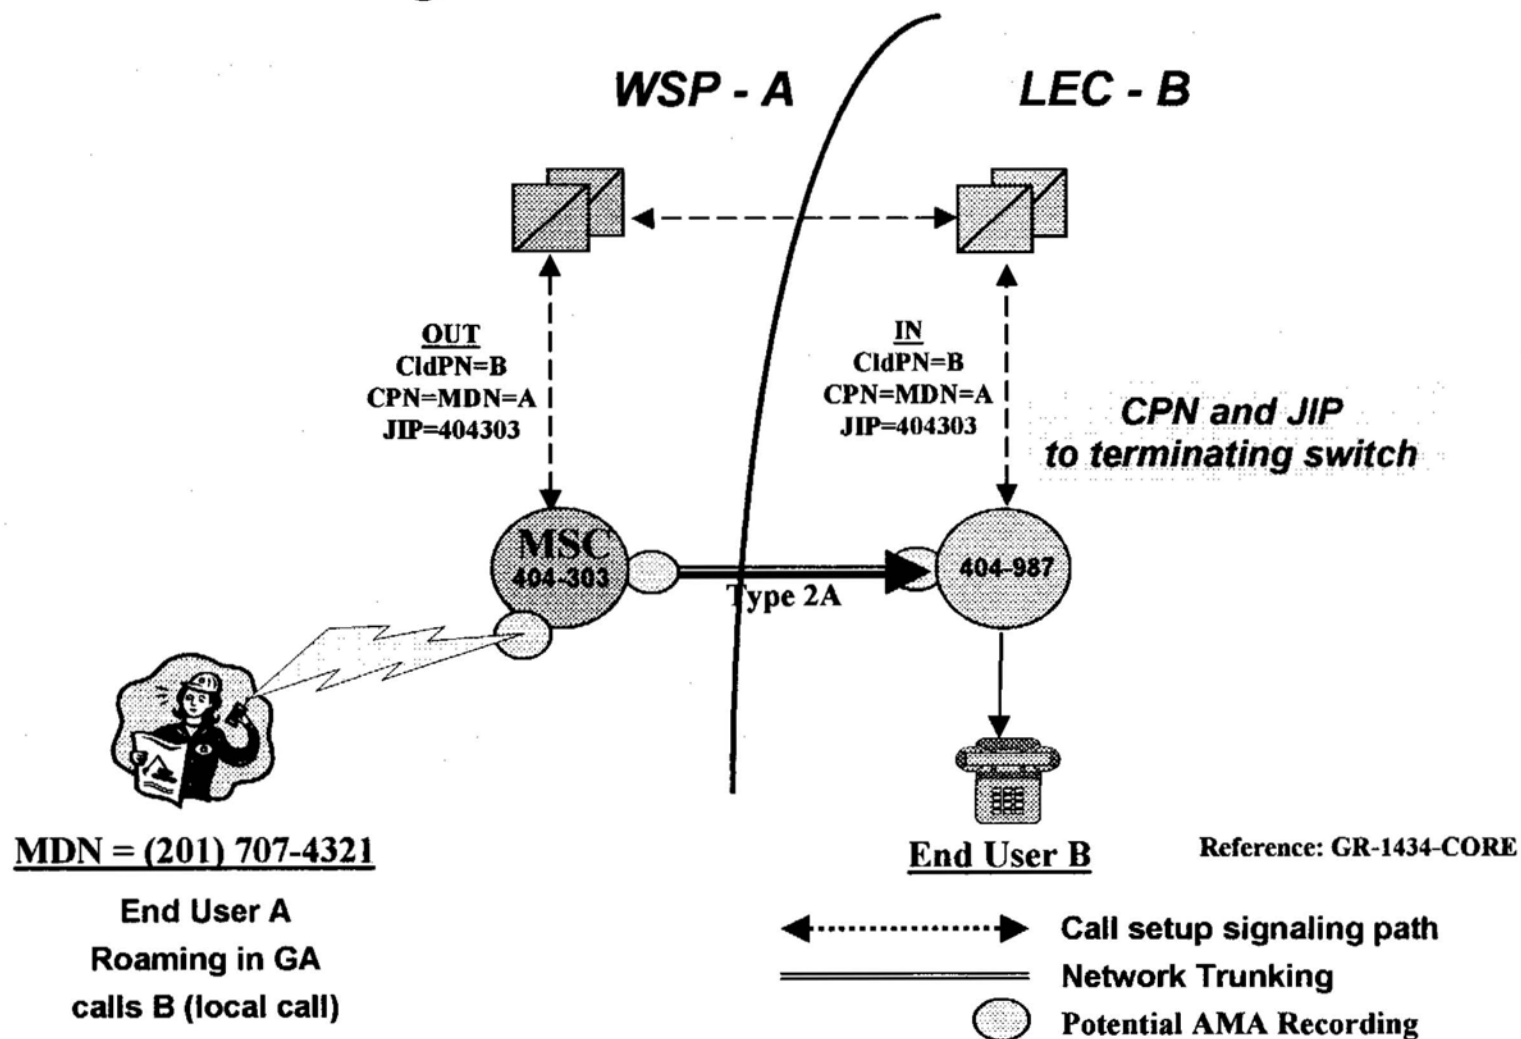 WSP - A
LEC - B
OUT
CldPN=B
CPN=MDN=A
JIP=404303
IN
CldPN=B
CPN=MDN=A
JIP=404303
CPN and JIP
to terminating switch
MSC
404-303
404-987
Type 2A
MDN = (201) 707-4321
End User A
Roaming in GA
calls B (local call)
End User B
Reference: GR-1434-CORE
Call setup signaling path
Network Trunking
Potential AMA Recording